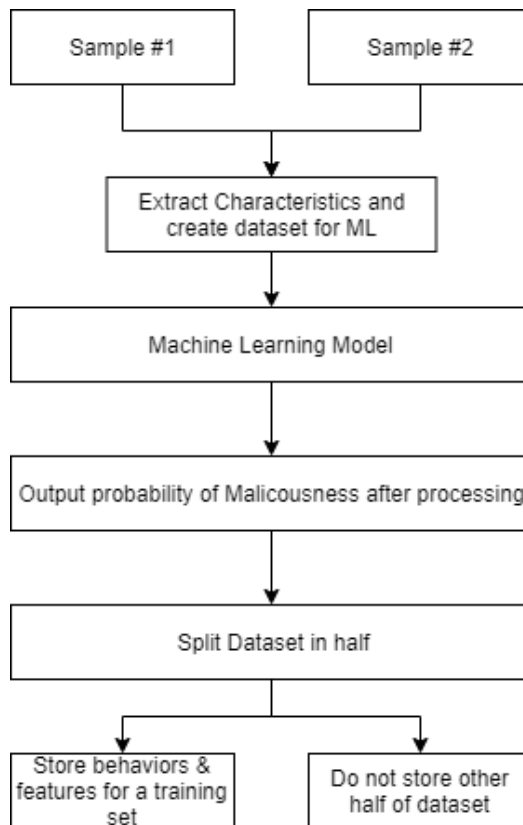 Sample #1
Sample #2
Extract Characteristics and
create dataset for ML
Machine Learning Model
Output probability of Malicousness after processing
Split Dataset in half
Store behaviors &
features for a training
set
Do not store other
half of dataset